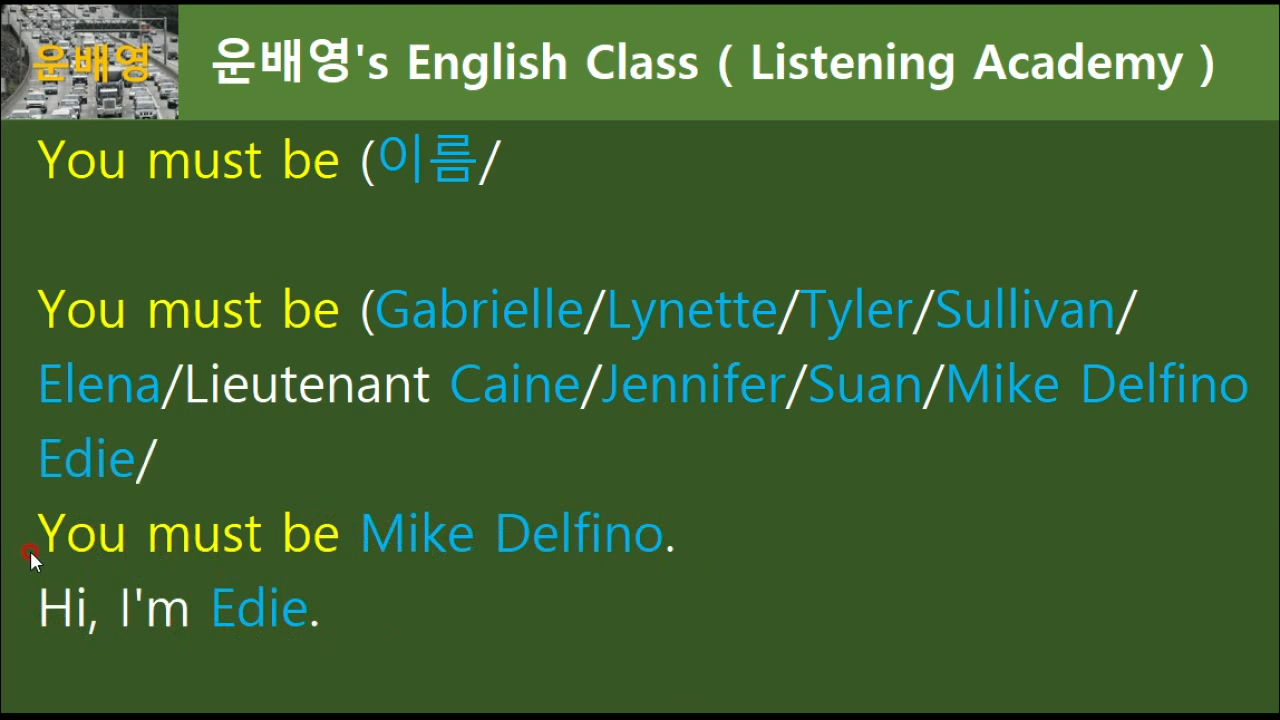 운배영
운배영's English Class ( Listening Academy )
You must be (이름/
You must be (Gabrielle/Lynette/Tyler/Sullivan/
Elena/Lieutenant Caine/Jennifer/Suan/Mike Delfino
Edie/
You must be Mike Delfino.
Hi, I'm Edie.